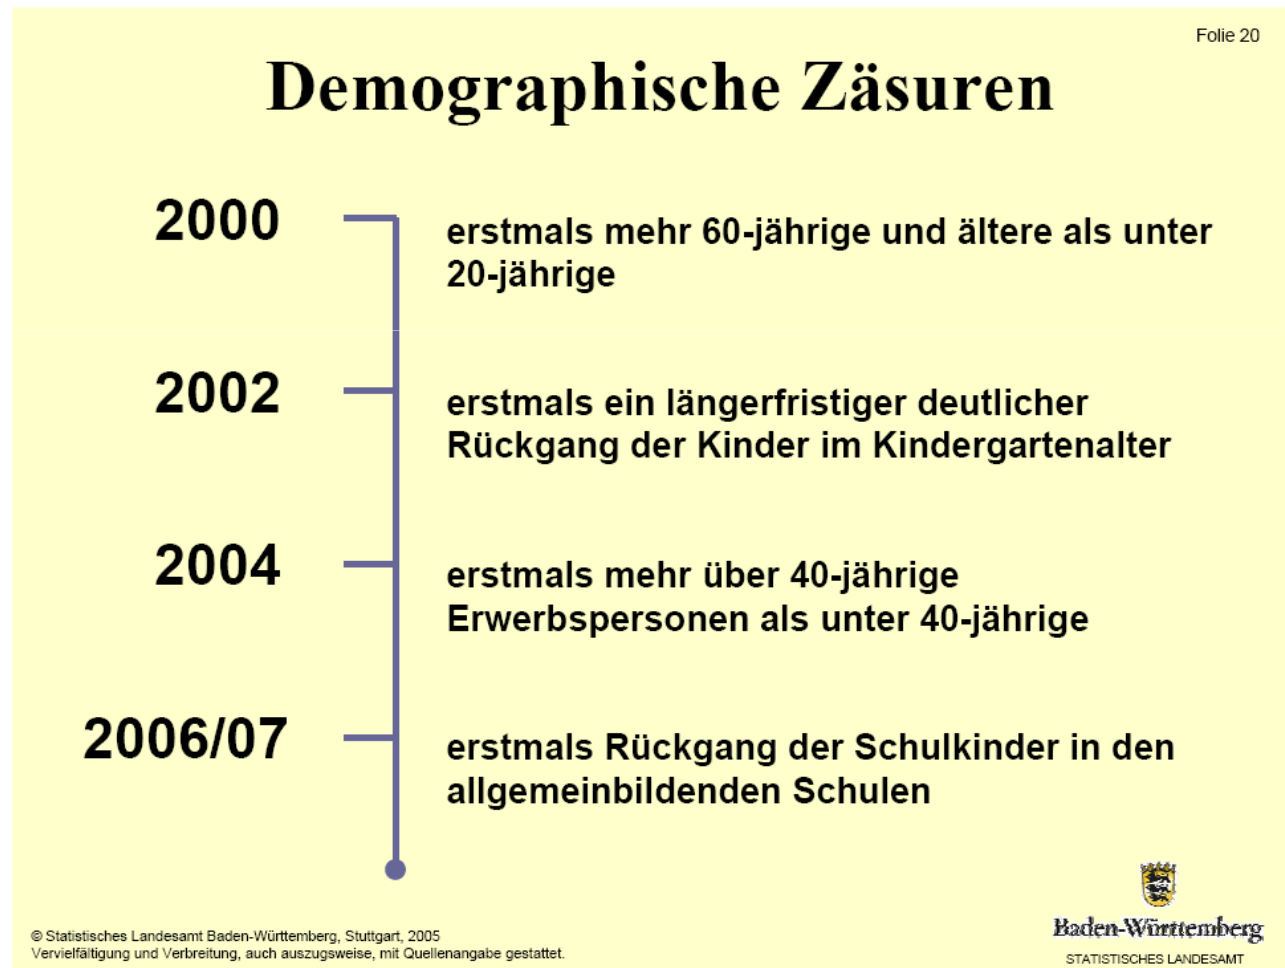 Folie 20
Demographische Zäsuren
2000
erstmals mehr 60-jährige und ältere als unter
20-jährige
2002
erstmals ein längerfristiger deutlicher
Rückgang der Kinder im Kindergartenalter
2004
erstmals mehr über 40-jährige
Erwerbspersonen als unter 40-jährige
2006/07
erstmals Rückgang der Schulkinder in den
allgemeinbildenden Schulen
© Statistisches Landesamt Baden-Württemberg, Stuttgart, 2005
Vervielfältigung und Verbreitung, auch auszugsweise, mit Quellenangabe gestattet.
Baden-Württemberg
STATISTISCHES LANDESAMT